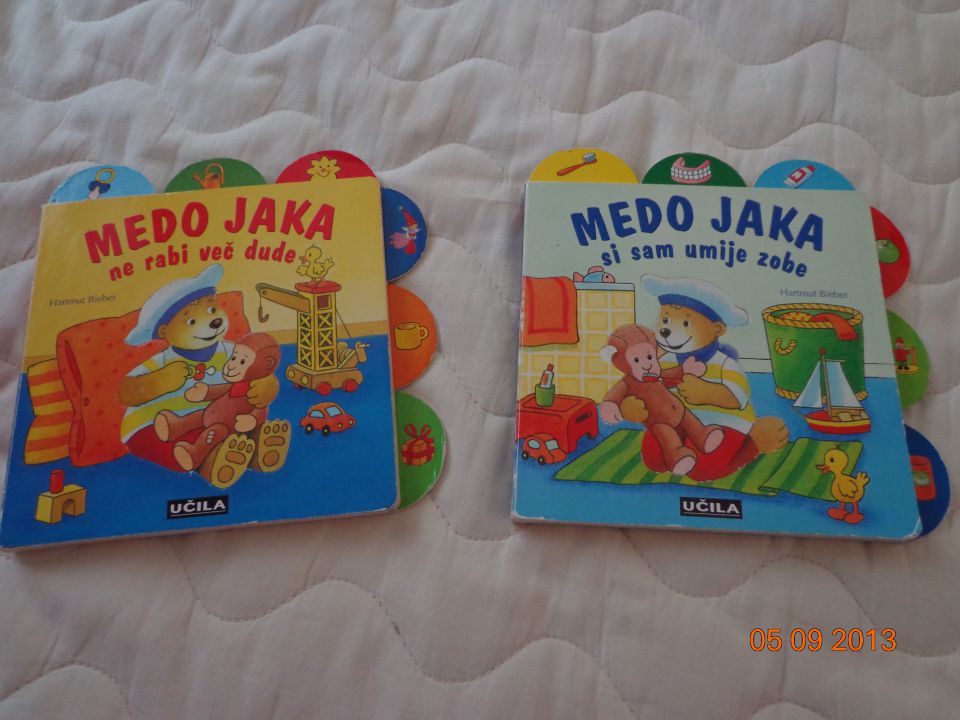 MEDO JAKA
ne rabi več dude
Hartmut Bieber
UČILA
MEDO JAKA
si sam umije zobe
Hartmut Bieber
UČILA
05 09 2013